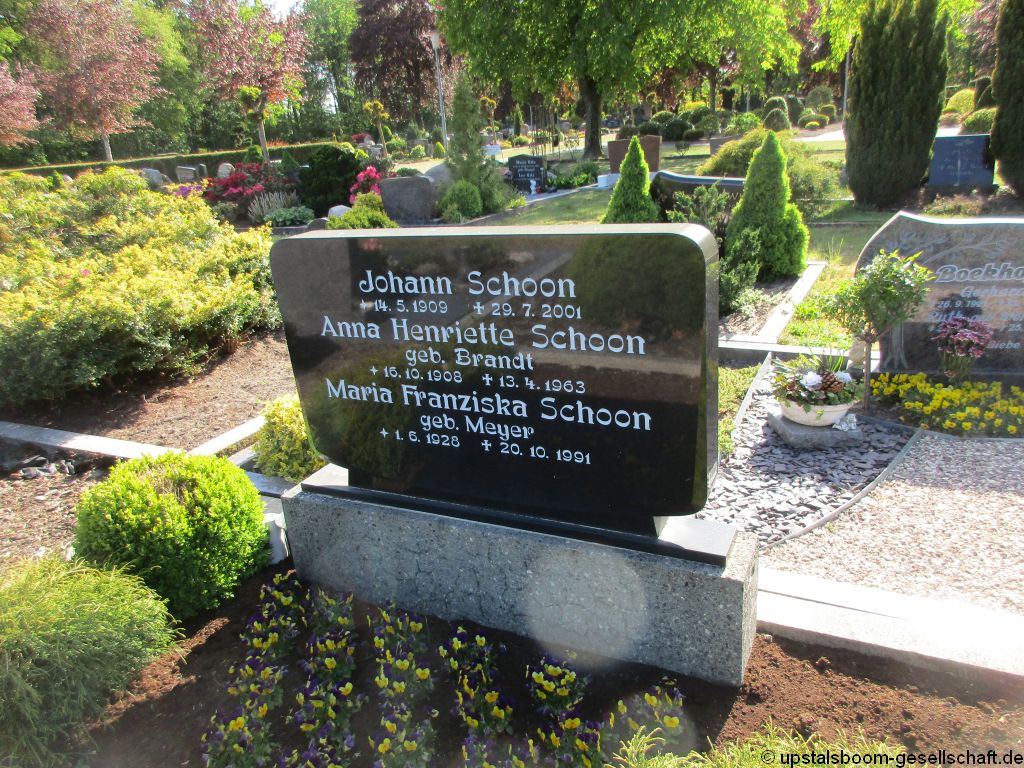 Johann Schoon
+ 14. 5. 1909 + 29. 7. 2001
Anna Henriette Schoon
geb. Brandt
+ 16. 10. 1908 + 13. 4. 1963
Maria Franziska Schoon
geb. Meyer
+ 1. 6. 1928 + 20. 10. 1991
© upstalsboom-gesellschaft.de